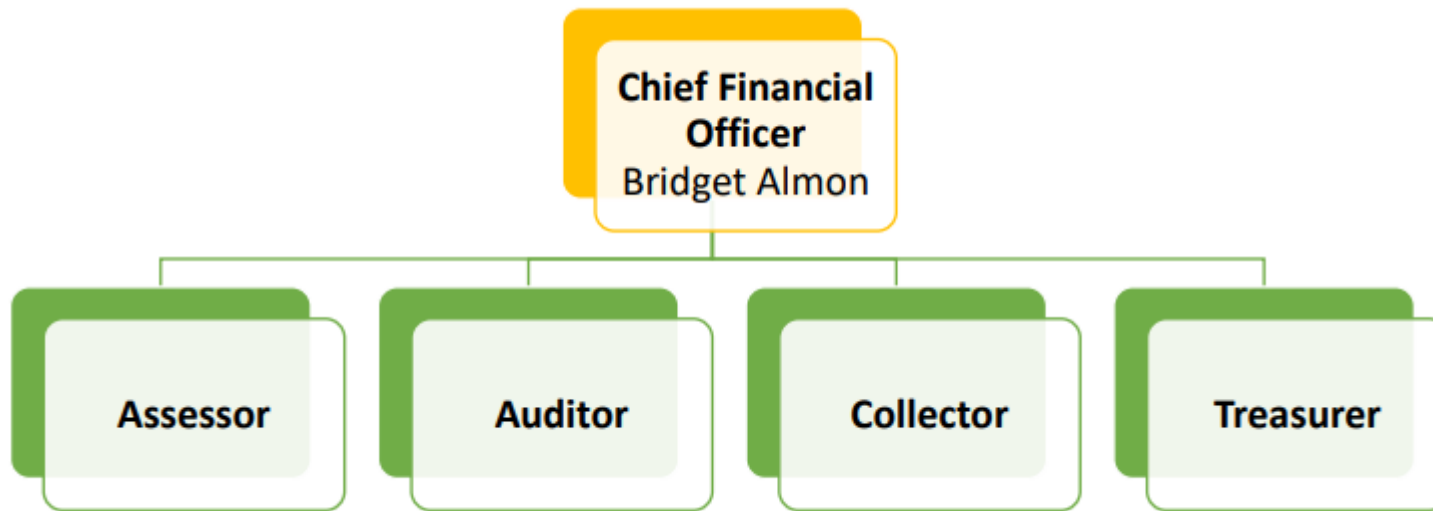 Chief Financial
Officer
Bridget Almon
Assessor
Auditor
Collector
Treasurer